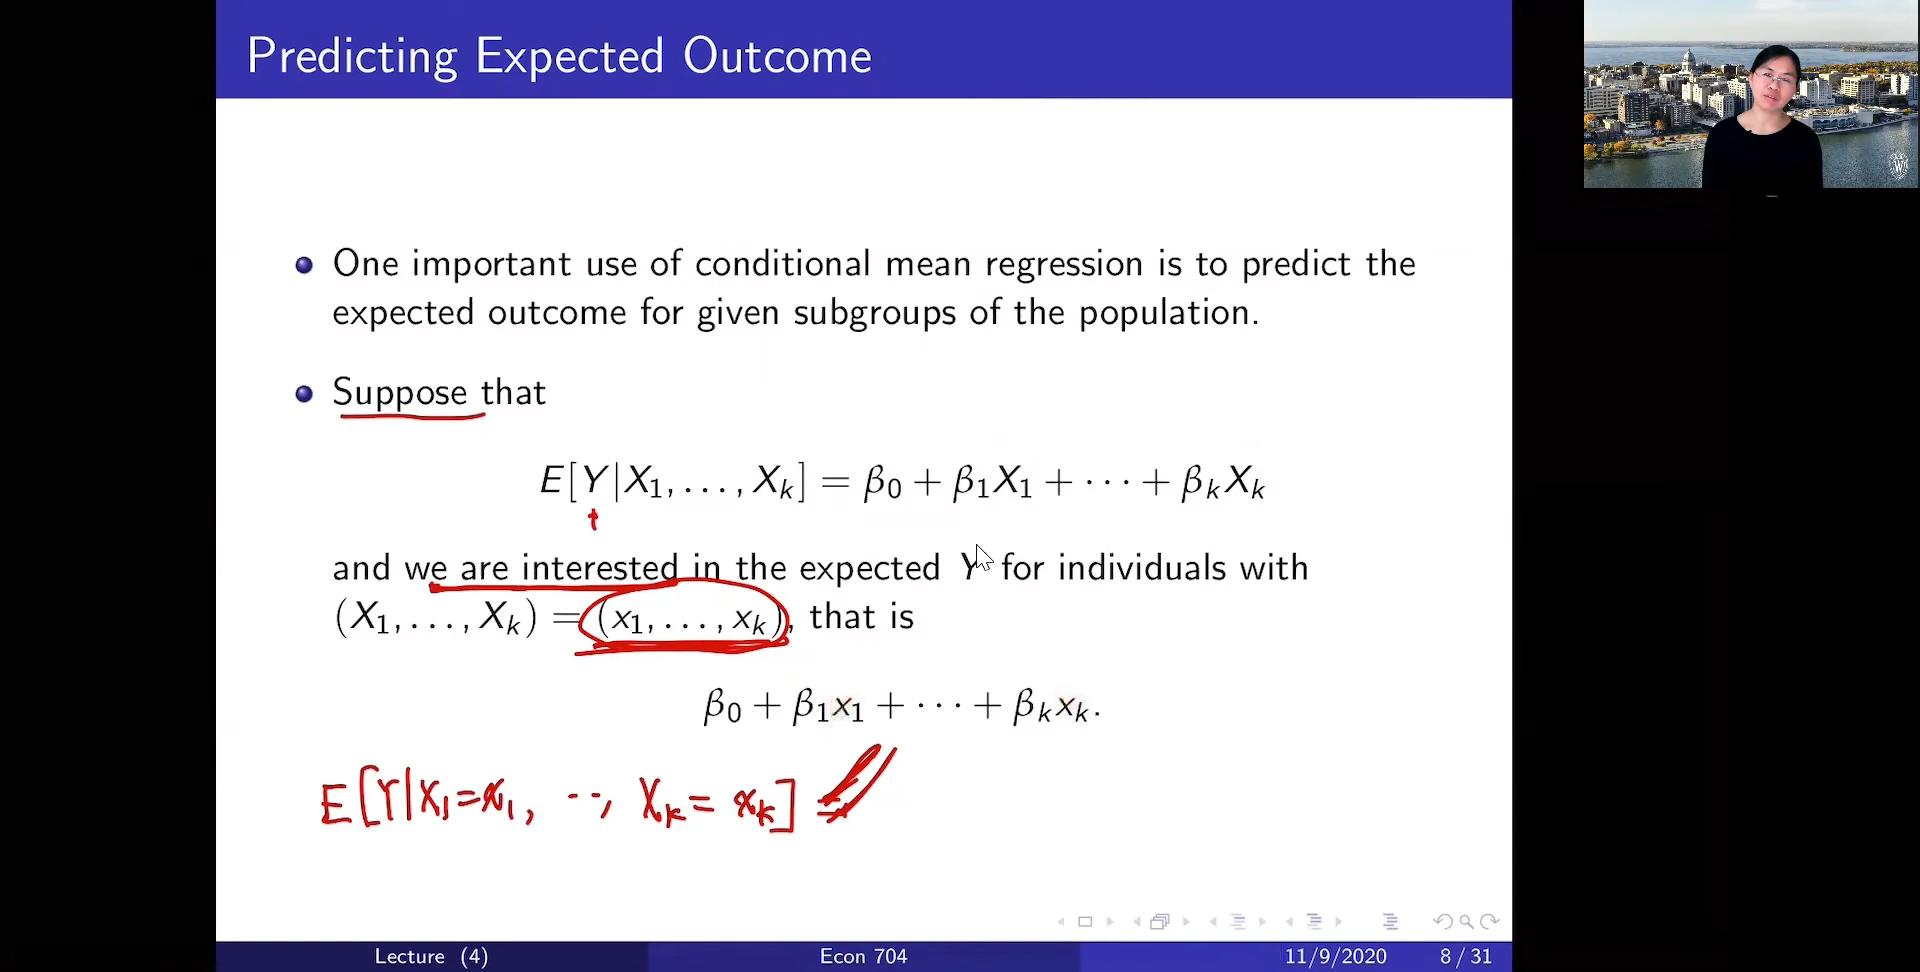 Predicting Expected Outcome
One important use of conditional mean regression is to predict the
expected outcome for given subgroups of the population.
Suppose that
E[Y|X₁, . . . , Xₖ] = β₀ + β₁X₁ + · · · + βₖXₖ
and we are interested in the expected Y for individuals with
(X₁, . . . , Xₖ) = (x₁, . . . , xₖ), that is
β₀ + β₁x₁ + · · · + βₖxₖ.
E[Y|X₁=x₁, ··, Xₖ= xₖ]
Lecture (4) Econ 704 11/9/2020 8 / 31
W